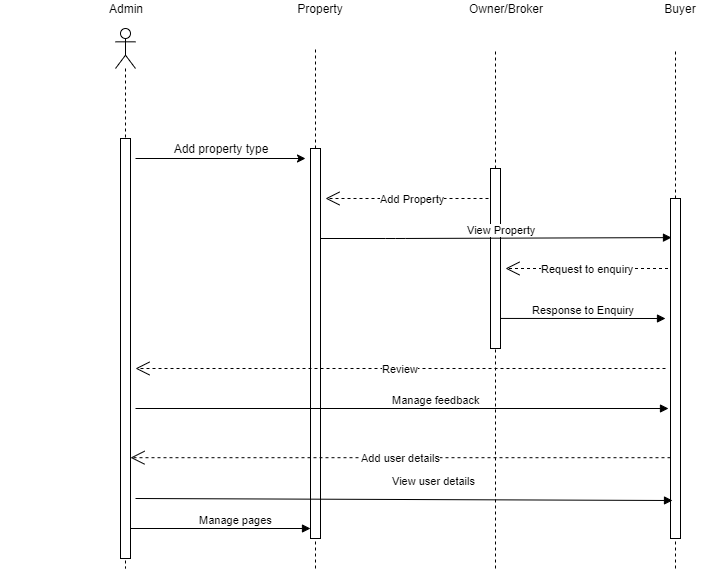 Admin
Property
Owner/Broker
Buyer
Add property type
Add Property
View Property
Request to enquiry
Response to Enquiry
Review
Manage feedback
Add user details
View user details
Manage pages